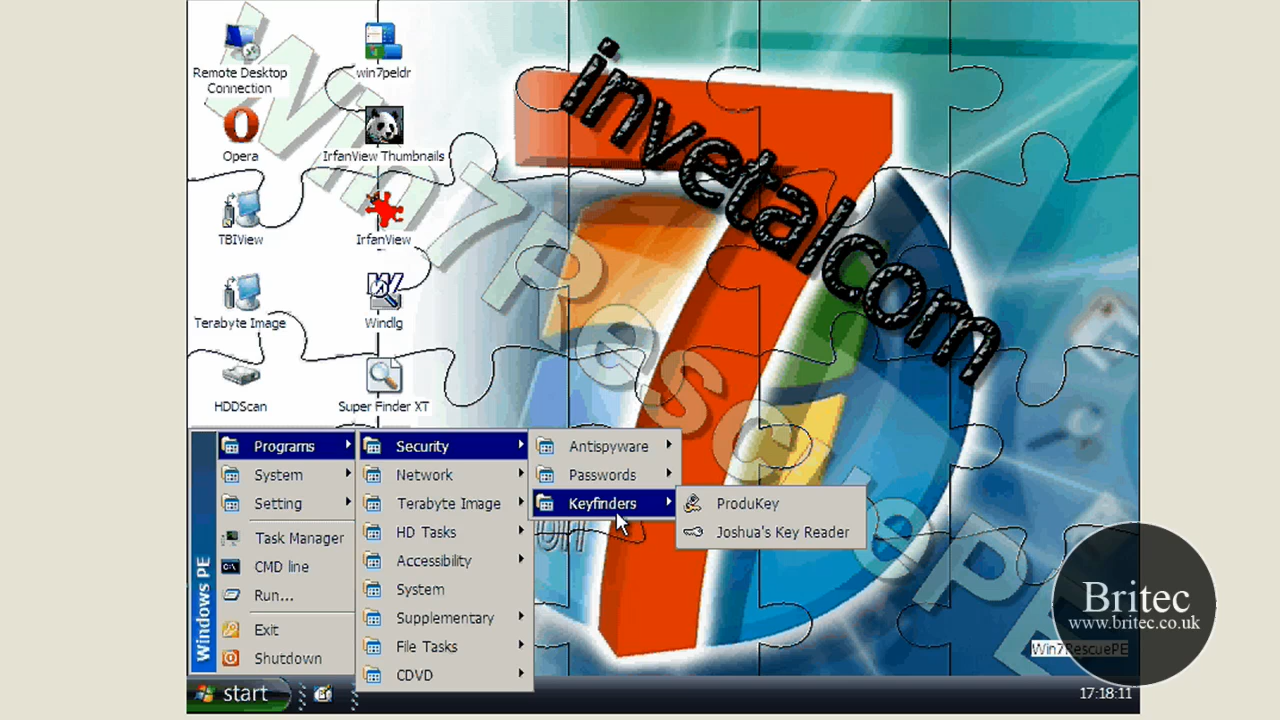 Remote Desktop
Connection
win7peldr
Opera
IrfanView Thumbnails
TBIView
IrfanView
Terabyte Image
Windlg
HDDScan
Super Finder XT
invetalcom
Win7RescuePE
Windows PE
Programs
System
Setting
Task Manager
CMD line
Run...
Exit
Shutdown
Security
Network
Terabyte Image
HD Tasks
Accessibility
System
Supplementary
File Tasks
CDVD
Antispyware
Passwords
Keyfinders
ProduKey
Joshua's Key Reader
Britec
www.britec.co.uk
Win7RescuePE
start
17:18:11